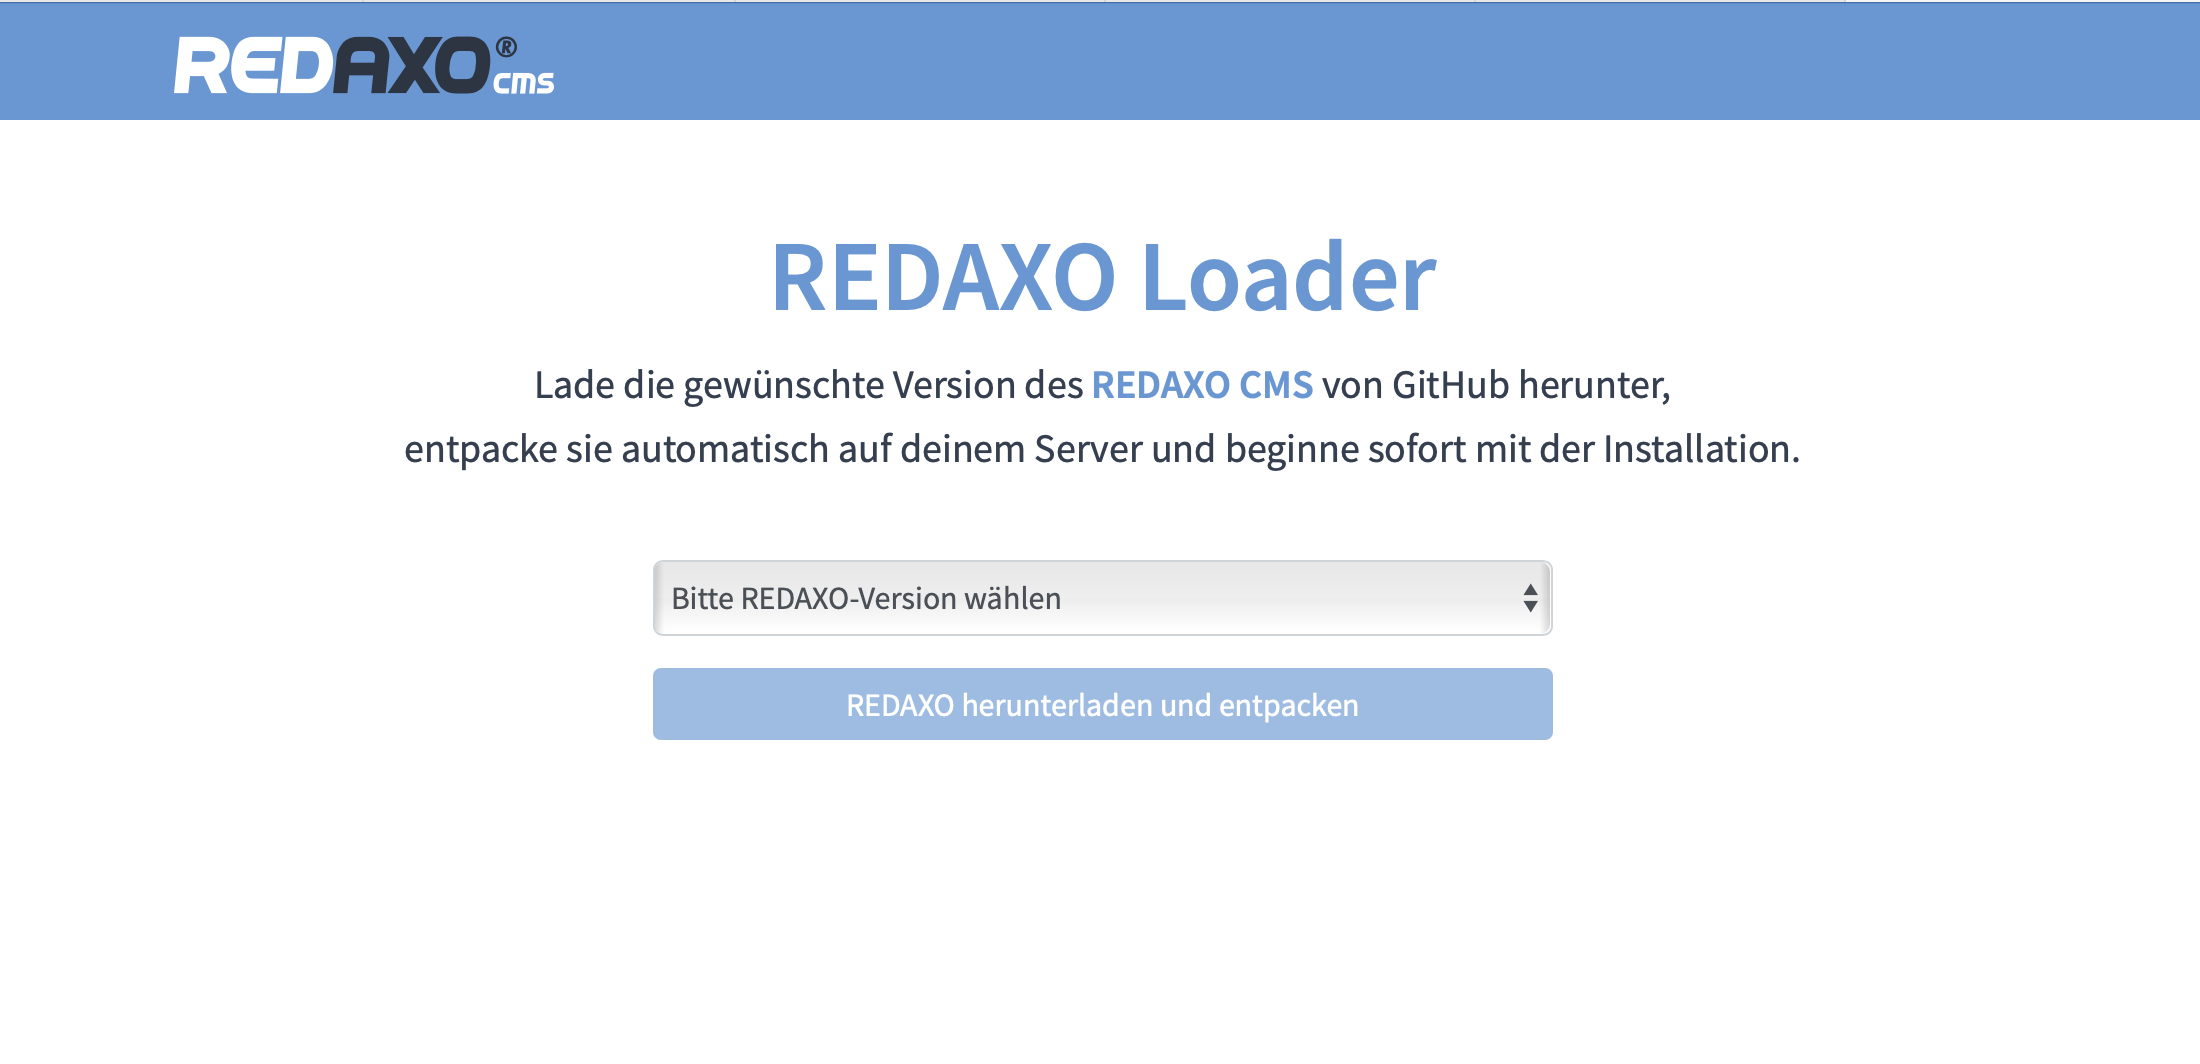 REDAXO® cms
REDAXO Loader
Lade die gewünschte Version des REDAXO CMS von GitHub herunter,
entpacke sie automatisch auf deinem Server und beginne sofort mit der Installation.
Bitte REDAXO-Version wählen
REDAXO herunterladen und entpacken